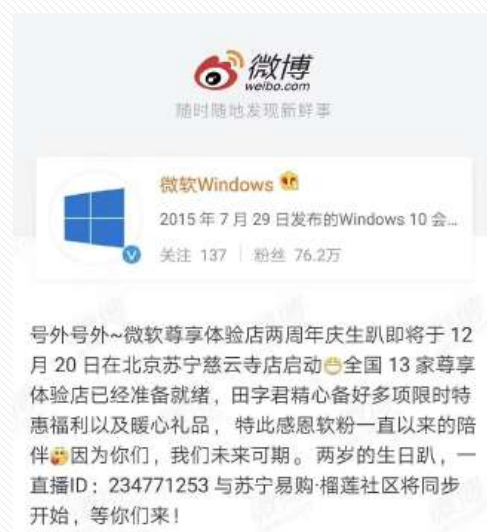 微博
weibo.com
随时随地发现新鲜事
微软Windows
2015 年 7 月 29 日发布的Windows 10 会...
关注 137 粉丝 76.2万
号外号外~微软尊享体验店两周年庆生趴即将于 12
月 20 日在北京苏宁慈云寺店启动全国 13 家尊享
体验店已经准备就绪，田字君精心备好多项限时特
惠福利以及暖心礼品， 特此感恩软粉一直以来的陪
伴因为你们，我们未来可期。两岁的生日趴，一
直播ID：234771253 与苏宁易购·榴莲社区将同步
开始，等你们来！